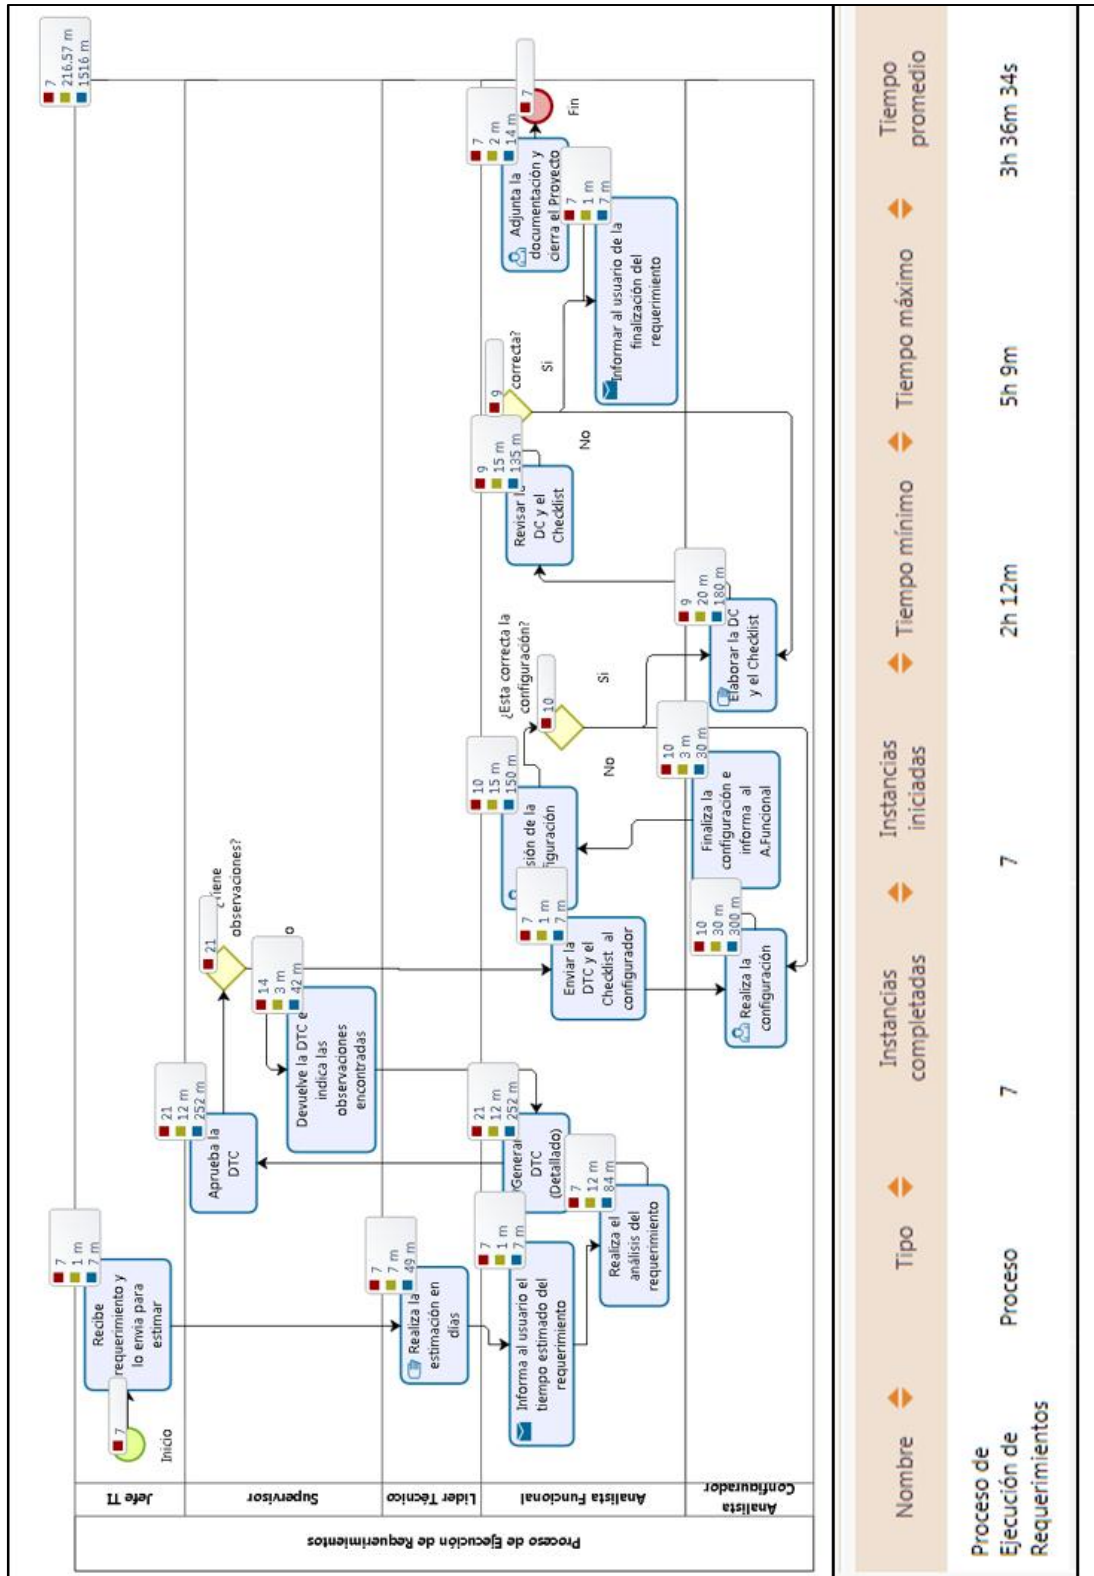 Proceso de Ejecución de Requerimientos
Jefe TI
Supervisor
Líder Técnico
Analista Funcional
Analista
Configurador
7
216.57 m
1516 m
Inicio
7
Recibe
requerimiento y
lo envia para
estimar
7
1 m
7 m
Aprueba la
DTC
21
12 m
252 m
21
observaciones?
Devuelve la DTC e
indica las
observaciones
encontradas
14
3 m
42 m
o
Realiza la
estimación en
días
7
7 m
49 m
Informa al usuario el
tiempo estimado del
requerimiento
7
1 m
7 m
Realiza el
análisis del
requerimiento
7
12 m
84 m
Generar
DTC
(Detallado)
21
12 m
252 m
Enviar la
DTC y el
Checklist al
configurador
7
1 m
7 m
sión de la
figuración
10
15 m
150 m
¿Esta correcta la
configuración?
10
No
Si
Realiza la
configuración
10
30 m
300 m
Finaliza la
configuración e
informa al
A.Funcional
10
3 m
30 m
Elaborar la DC
y el Checklist
9
20 m
180 m
Revisar l
DC y el
Checklist
9
15 m
135 m
correcta?
9
No
Si
Informar al usuario de la
finalización del
requerimiento
7
1 m
7 m
Adjunta la
documentación y
cierra el Proyecto
7
2 m
14 m
7
Fin
Nombre Tipo Instancias completadas Instancias iniciadas Tiempo mínimo Tiempo máximo Tiempo promedio
Proceso de
Ejecución de Proceso 7 7 2h 12m 5h 9m 3h 36m 34s
Requerimientos